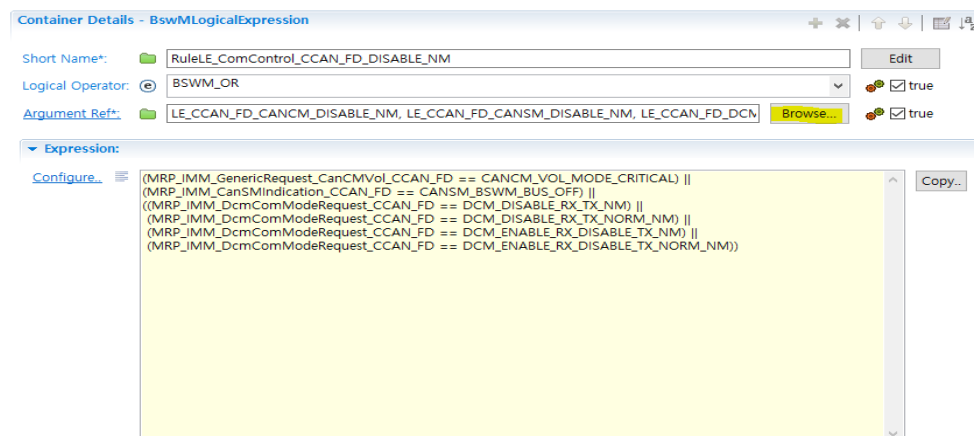 Container Details - BswMLogicalExpression
Short Name*: RuleLE_ComControl_CCAN_FD_DISABLE_NM Edit
Logical Operator: BSWM_OR true
Argument Ref*: LE_CCAN_FD_CANCM_DISABLE_NM, LE_CCAN_FD_CANSM_DISABLE_NM, LE_CCAN_FD_DCM Browse... true
Expression:
Configure.. Copy..
(MRP_IMM_GenericRequest_CanCMVol_CCAN_FD == CANCM_VOL_MODE_CRITICAL) ||
(MRP_IMM_CanSMIndication_CCAN_FD == CANSM_BSWM_BUS_OFF) ||
((MRP_IMM_DcmComModeRequest_CCAN_FD == DCM_DISABLE_RX_TX_NM) ||
(MRP_IMM_DcmComModeRequest_CCAN_FD == DCM_DISABLE_RX_TX_NORM_NM) ||
(MRP_IMM_DcmComModeRequest_CCAN_FD == DCM_ENABLE_RX_DISABLE_TX_NM) ||
(MRP_IMM_DcmComModeRequest_CCAN_FD == DCM_ENABLE_RX_DISABLE_TX_NORM_NM))